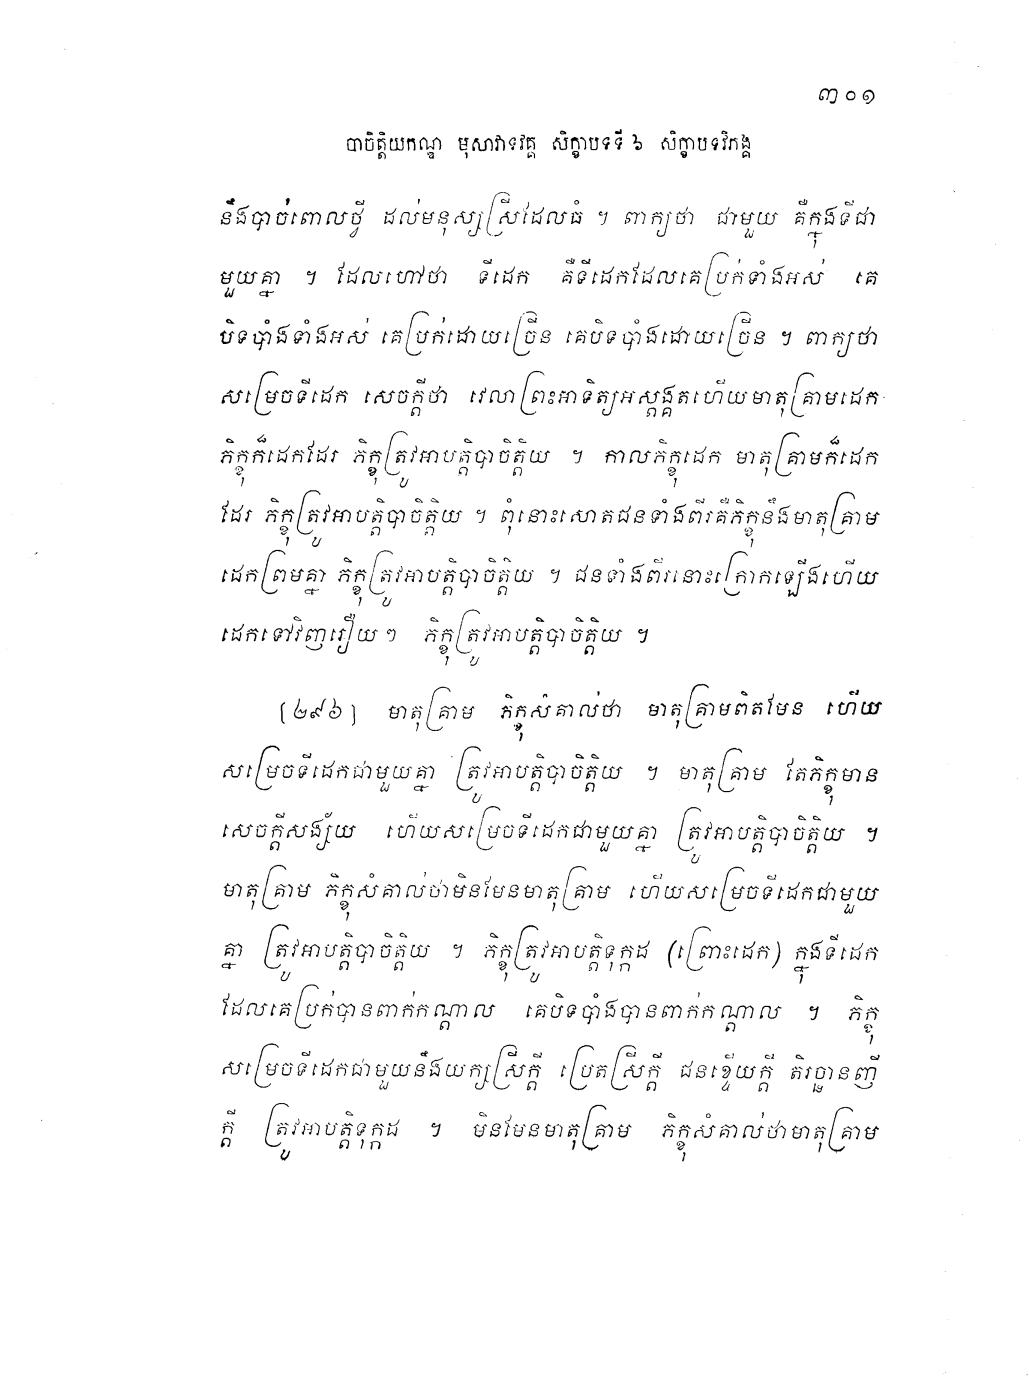 ៣០១
បាចិត្តិយកណ្ឌ មុសាវាទវគ្គ សិក្ខាបទទី ៦ សិក្ខាបទវិភង្គ
នឹងបាច់ពោលថ្វី ដល់មនុស្សស្រីដែលធំ ។ ពាក្យថា ជាមួយ គឺក្នុងទីជា
មួយគ្នា ។ ដែលហៅថា ទីដេក គឺទីដេកដែលគេប្រក់ទាំងអស់ គេ
បិទបាំងទាំងអស់ គេប្រក់ដោយច្រើន គេបិទបាំងដោយច្រើន ។ ពាក្យថា
សម្រេចទីដេក សេចក្តីថា វេលាព្រះអាទិត្យអស្តង្គតហើយមាតុគ្រាមដេក
ភិក្ខុក៏ដេកដែរ ភិក្ខុត្រូវអាបត្តិបាចិត្តិយ ។ កាលភិក្ខុដេក មាតុគ្រាមក៏ដេក
ដែរ ភិក្ខុត្រូវអាបត្តិបាចិត្តិយ ។ ពុំនោះសោតជនទាំងពីរគឺភិក្ខុនឹងមាតុគ្រាម
ដេកព្រមគ្នា ភិក្ខុត្រូវអាបត្តិបាចិត្តិយ ។ ជនទាំងពីរនោះក្រោកឡើងហើយ
ដេកទៅវិញរឿយៗ ភិក្ខុត្រូវអាបត្តិបាចិត្តិយ ។
[២៩៦] មាតុគ្រាម ភិក្ខុសំគាល់ថា មាតុគ្រាមពិតមែន ហើយ
សម្រេចទីដេកជាមួយគ្នា ត្រូវអាបត្តិបាចិត្តិយ ។ មាតុគ្រាម តែភិក្ខុមាន
សេចក្តីសង្ស័យ ហើយសម្រេចទីដេកជាមួយគ្នា ត្រូវអាបត្តិបាចិត្តិយ ។
មាតុគ្រាម ភិក្ខុសំគាល់ថាមិនមែនមាតុគ្រាម ហើយសម្រេចទីដេកជាមួយ
គ្នា ត្រូវអាបត្តិបាចិត្តិយ ។ ភិក្ខុត្រូវអាបត្តិទុក្កដ (ព្រោះដេក) ក្នុងទីដេក
ដែលគេប្រក់បានពាក់កណ្តាល គេបិទបាំងបានពាក់កណ្តាល ។ ភិក្ខុ
សម្រេចទីដេកជាមួយនឹងយក្សស្រីក្តី ប្រេតស្រីក្តី ជនខ្ទើយក្តី តិរច្ឆានញី
ក្តី ត្រូវអាបត្តិទុក្កដ ។ មិនមែនមាតុគ្រាម ភិក្ខុសំគាល់ថាមាតុគ្រាម